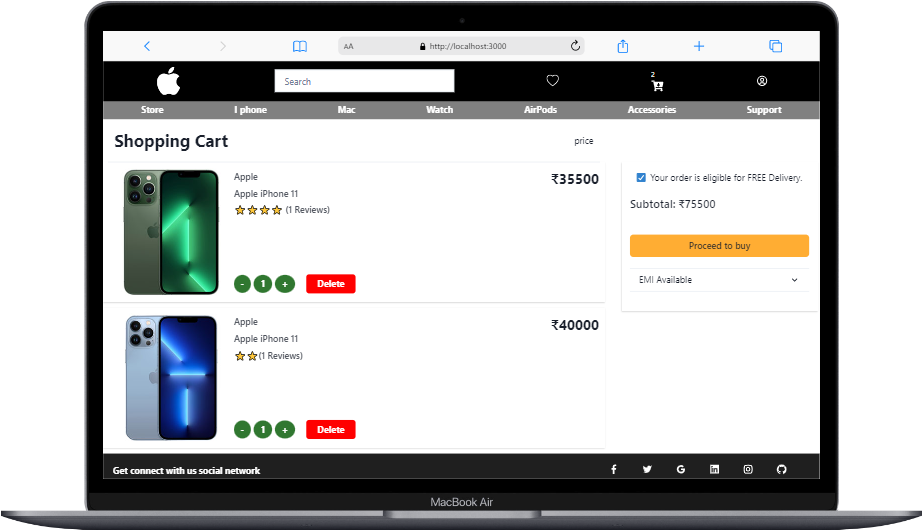 AA http://localhost:3000
Search
2
Store I phone Mac Watch AirPods Accessories Support
Shopping Cart
price
Apple
Apple iPhone 11
(1 Reviews)
₹35500
- 1 +
Delete
Apple
Apple iPhone 11
(1 Reviews)
₹40000
- 1 +
Delete
Your order is eligible for FREE Delivery.
Subtotal: ₹75500
Proceed to buy
EMI Available
Get connect with us social network
MacBook Air